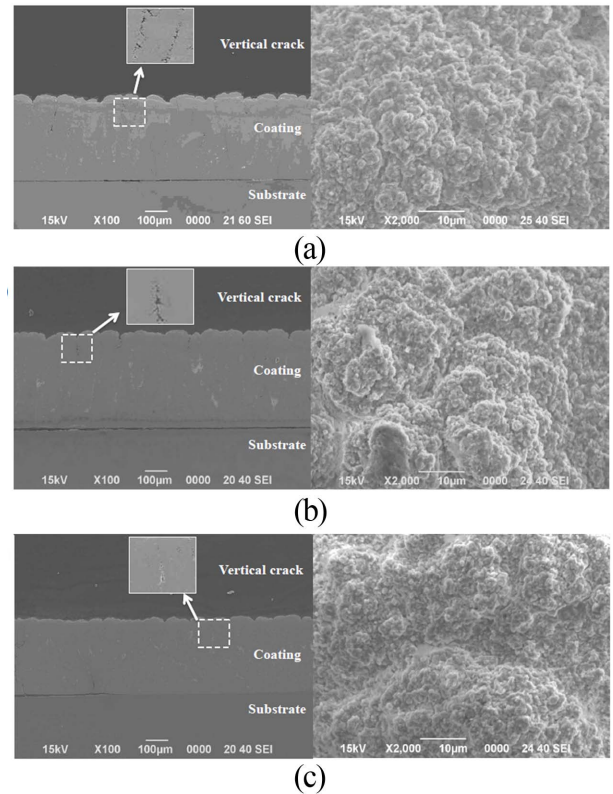 Vertical crack
Coating
Substrate
15kV X100 100μm 0000 21 60 SEI
15kV X2,000 10μm 0000 25 40 SEI
(a)
Vertical crack
Coating
Substrate
15kV X100 100μm 0000 20 40 SEI
15kV X2,000 10μm 0000 24 40 SEI
(b)
Vertical crack
Coating
Substrate
15kV X100 100μm 0000 20 40 SEI
15kV X2,000 10μm 0000 24 40 SEI
(c)